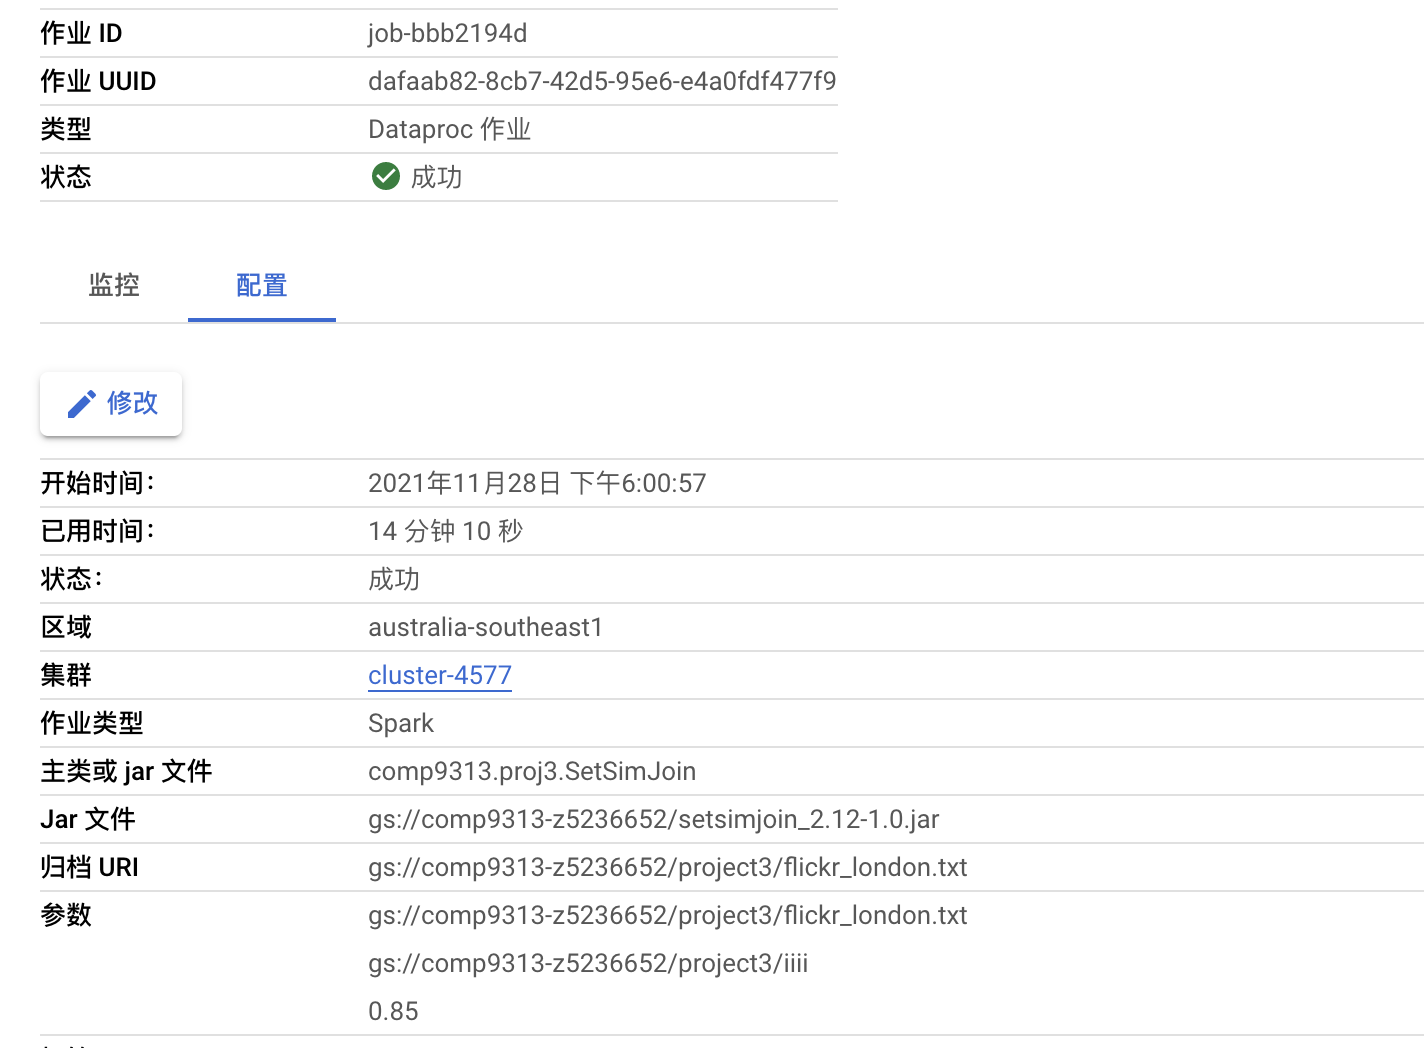 作业 ID job-bbb2194d
作业 UUID dafaab82-8cb7-42d5-95e6-e4a0fdf477f9
类型 Dataproc 作业
状态 成功
监控 配置
修改
开始时间： 2021年11月28日 下午6:00:57
已用时间： 14 分钟 10 秒
状态： 成功
区域 australia-southeast1
集群 cluster-4577
作业类型 Spark
主类或 jar 文件 comp9313.proj3.SetSimJoin
Jar 文件 gs://comp9313-z5236652/setsimjoin_2.12-1.0.jar
归档 URI gs://comp9313-z5236652/project3/flickr_london.txt
参数 gs://comp9313-z5236652/project3/flickr_london.txt
gs://comp9313-z5236652/project3/iiii
0.85